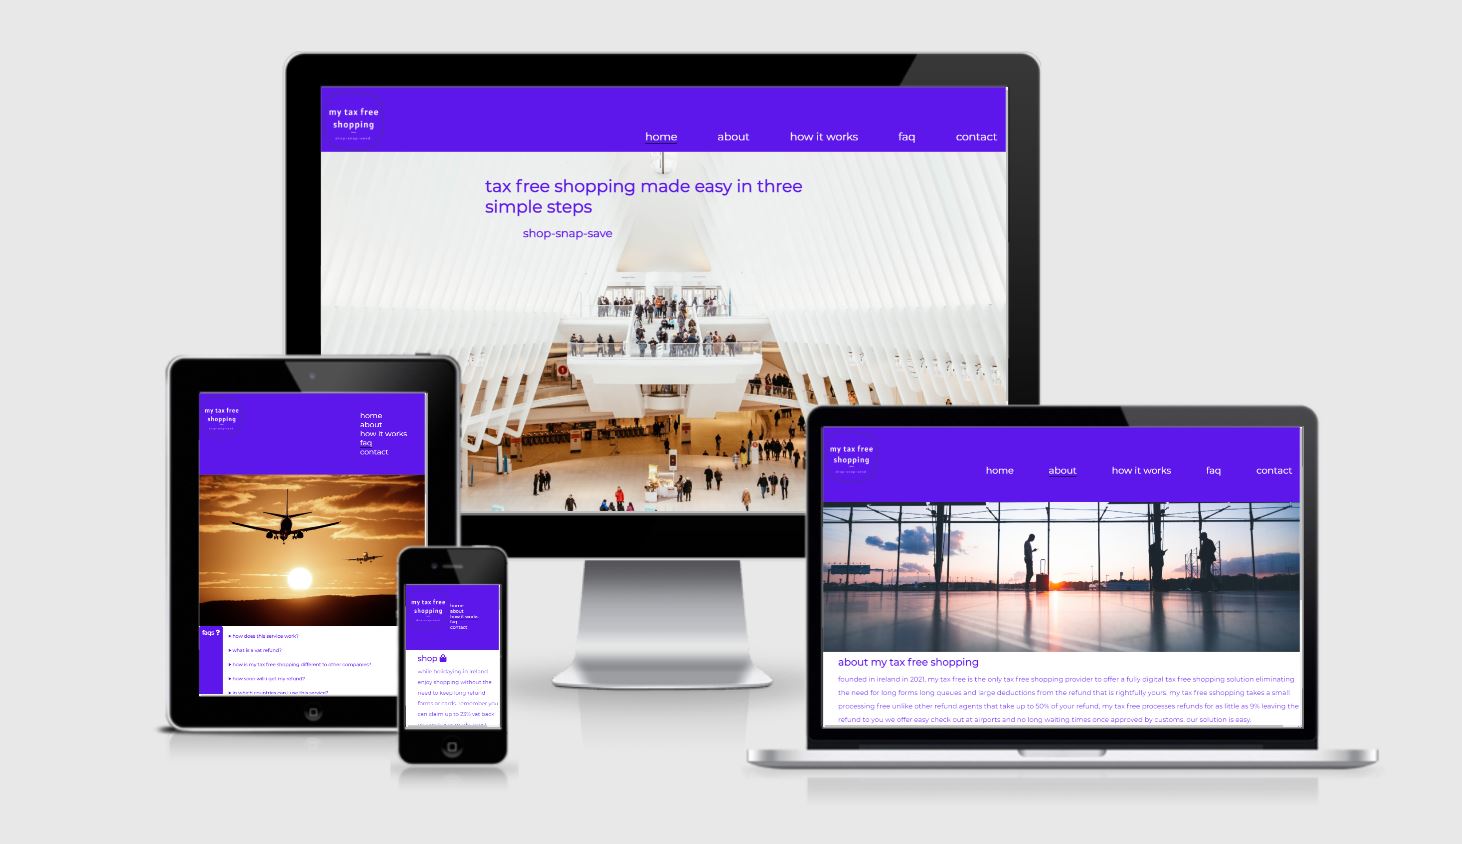 my tax free
shopping
shop-snap-send
home about how it works faq contact
tax free shopping made easy in three
simple steps
shop-snap-save
my tax free
shopping
home
about
how it works
faq
contact
faqs ?
how does this service work?
what is a vat refund?
how is my tax free shopping different to other companies?
how soon will i get my refund?
in which countries can i use this service?
my tax free
shopping
home
about
how it works
faq
contact
shop
while holidaying in ireland
enjoy shopping without the
need to keep long refund
forms or cards. remember you
can claim up to 23% vat back
my tax free
shopping
home about how it works faq contact
about my tax free shopping
founded in ireland in 2021, my tax free is the only tax free shopping provider to offer a fully digital tax free shopping solution eliminating
the need for long forms long queues and large deductions from the refund that is rightfully yours. my tax free sshopping takes a small
processing free unlike other refund agents that take up to 50% of your refund, my tax free processes refunds for as little as 9% leaving the
refund to you we offer easy check out at airports and no long waiting times once approved by customs. our solution is easy.